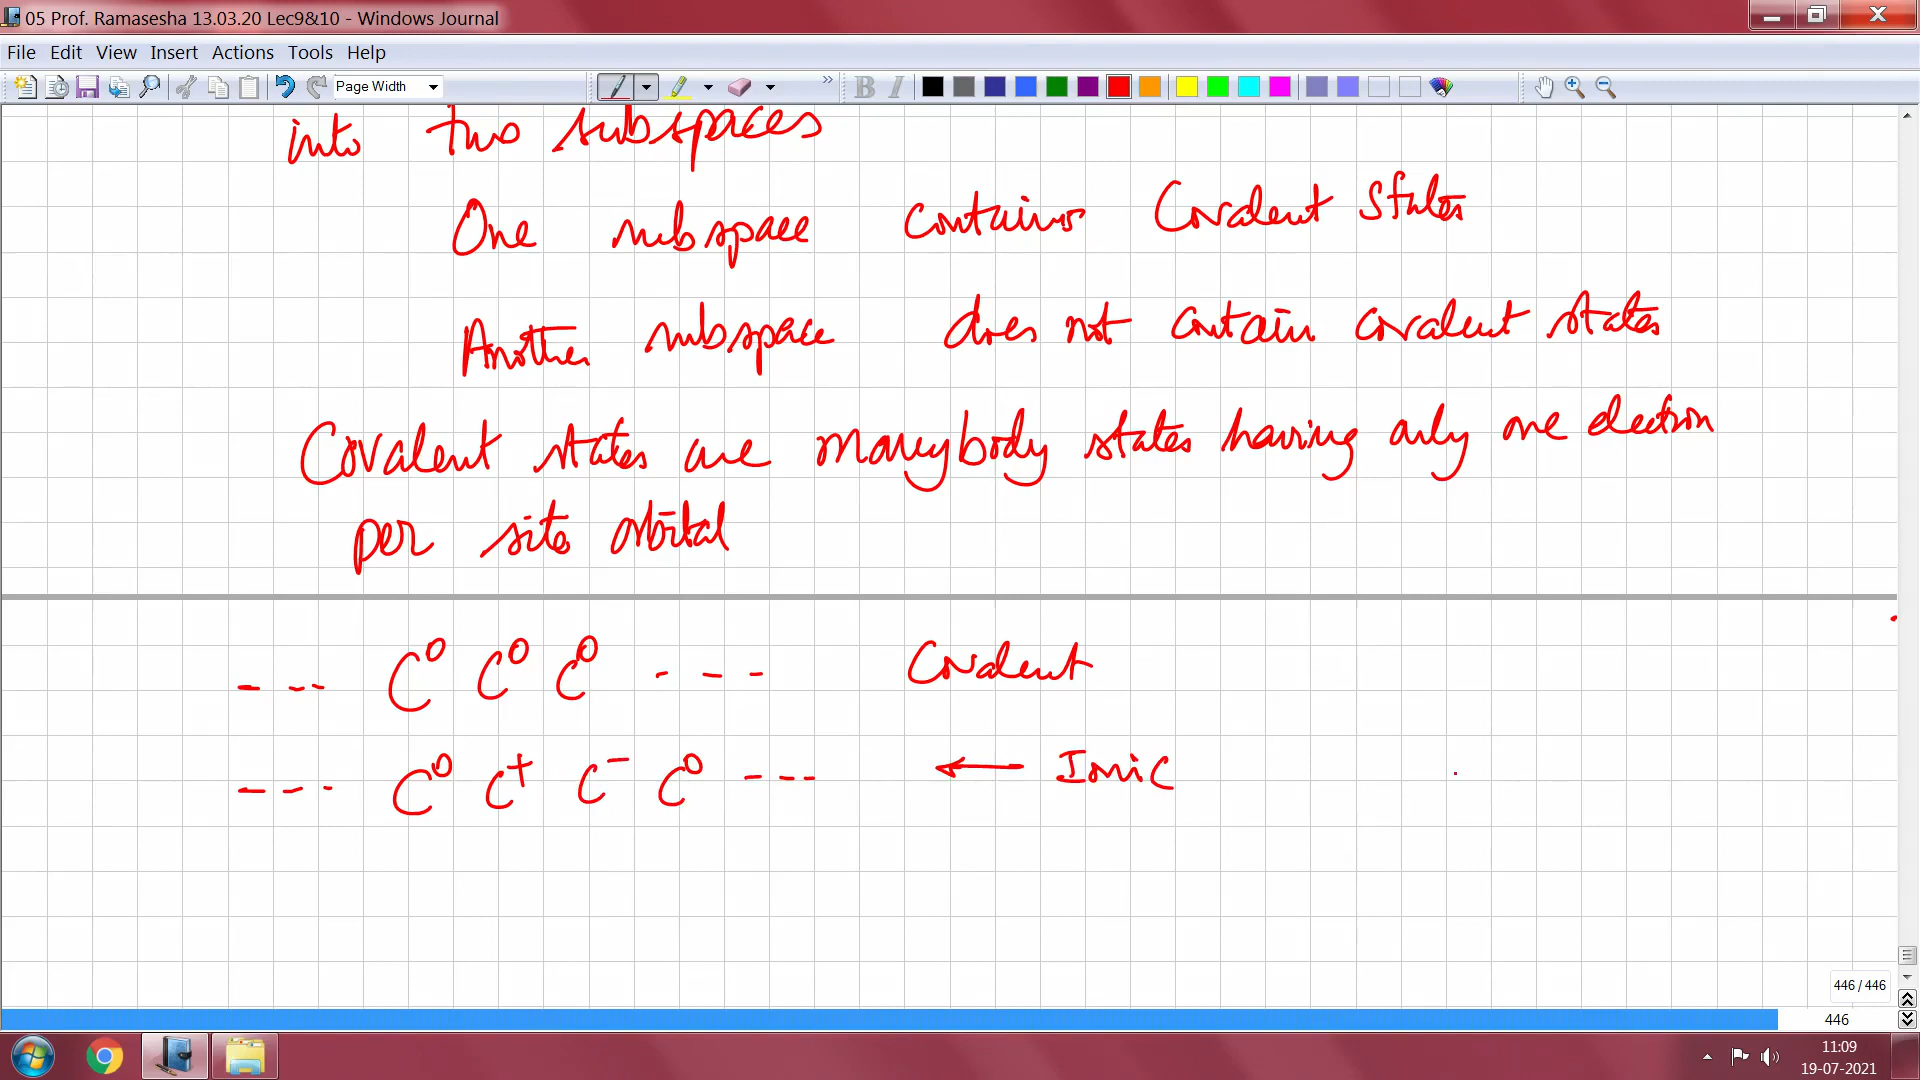 05 Prof. Ramasesha 13.03.20 Lec9&10 - Windows Journal
File Edit View Insert Actions Tools Help
Page Width B I
into two subspaces
One subspace contains Covalent States
Another subspace does not contain covalent states
Covalent states are manybody states having only one electron
per site orbital
--- C⁰ C⁰ C⁰ --- Covalent
--- C⁰ C⁺ C⁻ C⁰ --- ← Ionic
446 / 446
446
11:09
19-07-2021